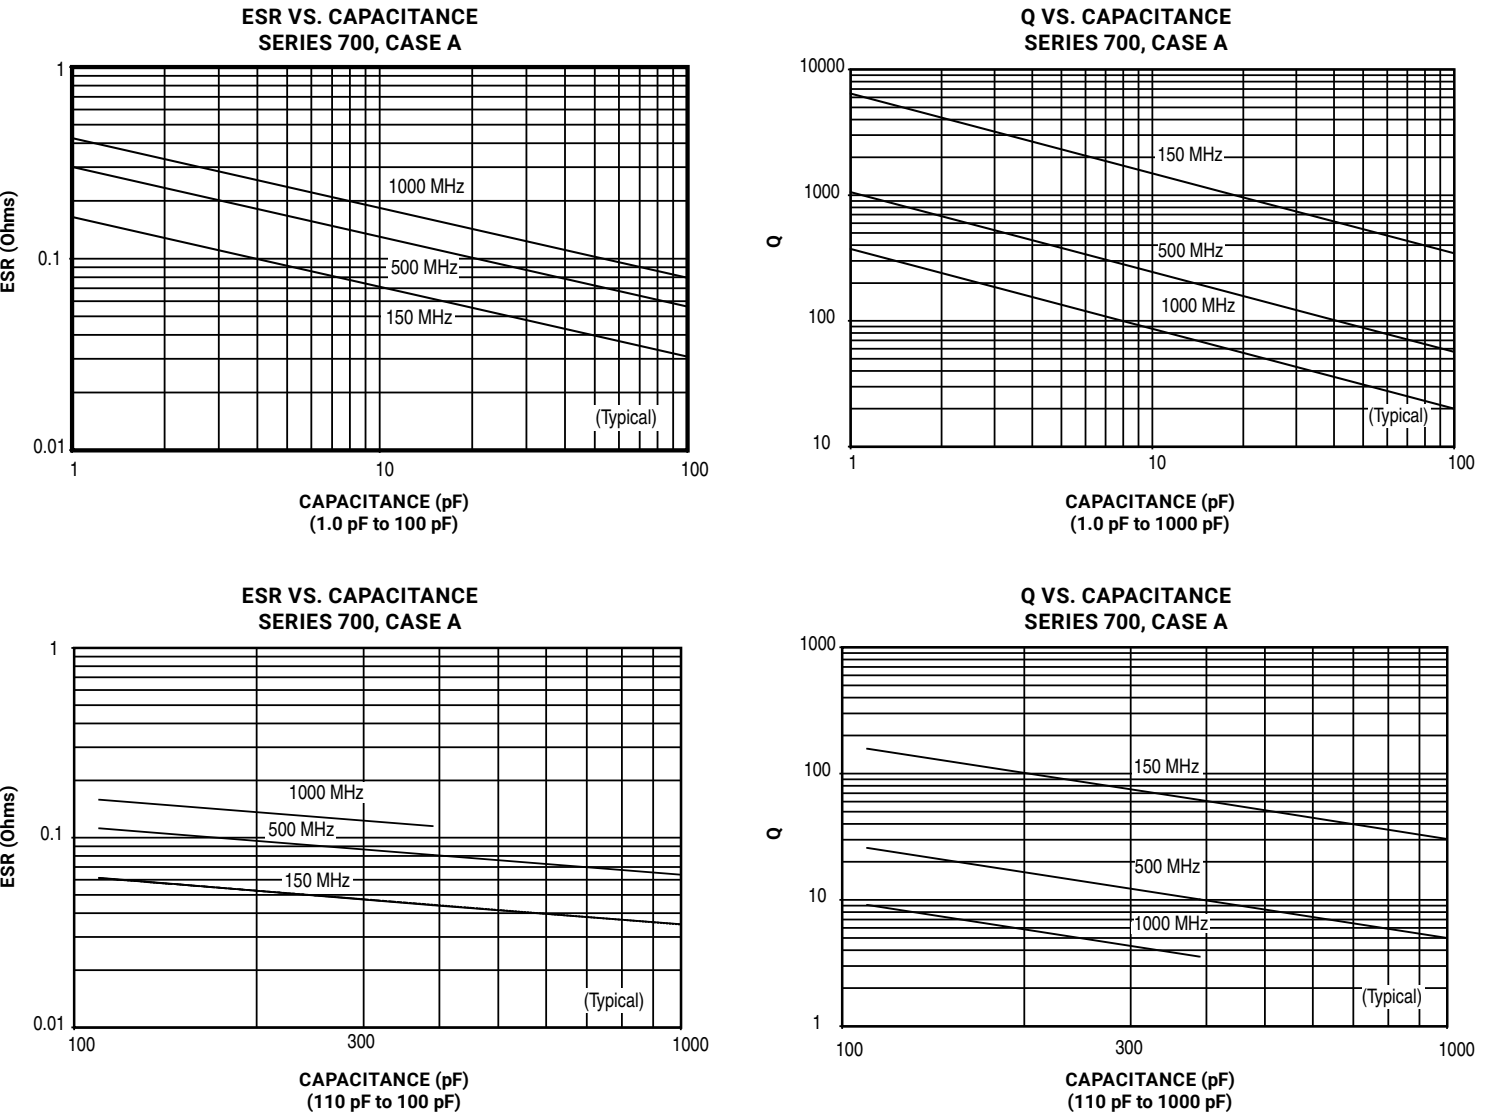 ESR VS. CAPACITANCE
SERIES 700, CASE A
1
0.1
0.01
ESR (Ohms)
1000 MHz
500 MHz
150 MHz
(Typical)
1
10
100
CAPACITANCE (pF)
(1.0 pF to 100 pF)
Q VS. CAPACITANCE
SERIES 700, CASE A
10000
1000
100
10
Q
150 MHz
500 MHz
1000 MHz
(Typical)
1
10
100
CAPACITANCE (pF)
(1.0 pF to 1000 pF)
ESR VS. CAPACITANCE
SERIES 700, CASE A
1
0.1
0.01
ESR (Ohms)
1000 MHz
500 MHz
150 MHz
(Typical)
100
300
1000
CAPACITANCE (pF)
(110 pF to 100 pF)
Q VS. CAPACITANCE
SERIES 700, CASE A
1000
100
10
1
Q
150 MHz
500 MHz
1000 MHz
(Typical)
100
300
1000
CAPACITANCE (pF)
(110 pF to 1000 pF)